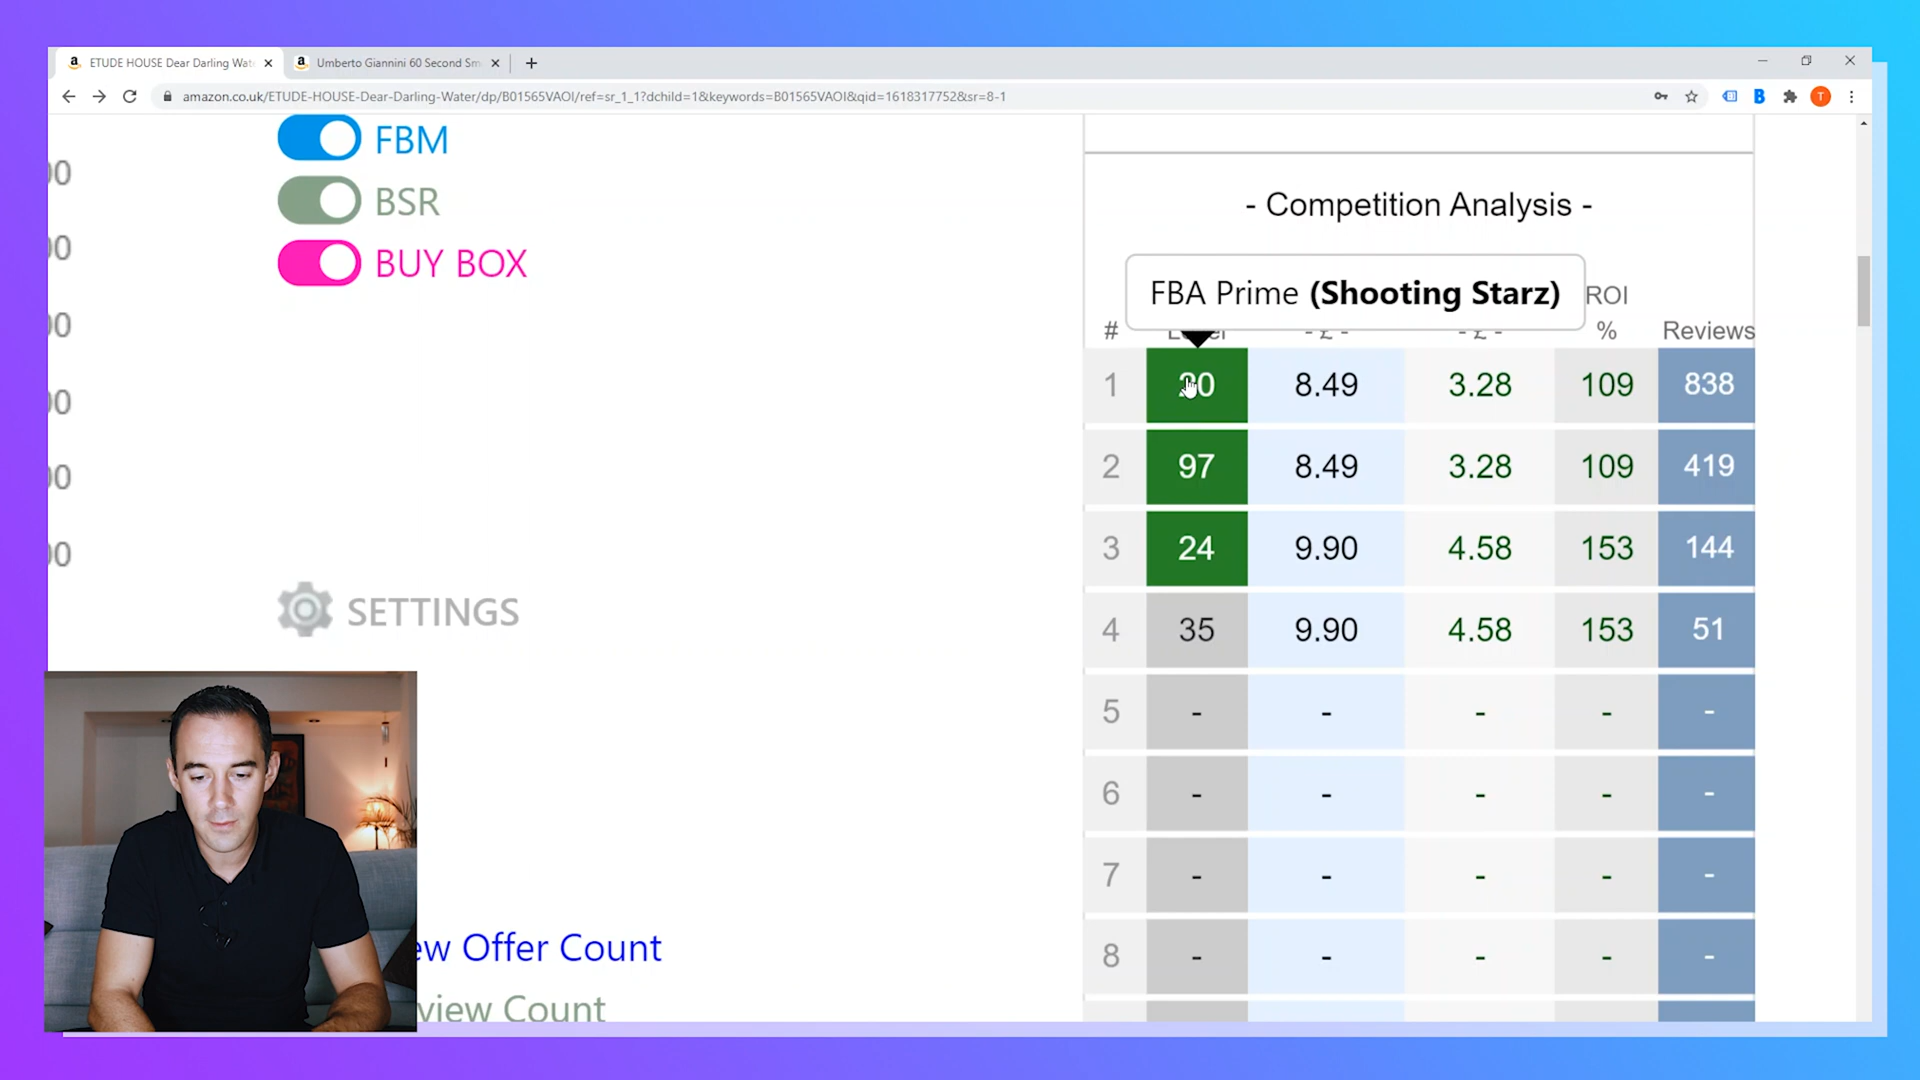 ETUDE HOUSE Dear Darling Wat
Umberto Giannini 60 Second Sm
amazon.co.uk/ETUDE-HOUSE-Dear-Darling-Water/dp/B01565VAOI/ref=sr_1_1?dchild=1&keywords=B01565VAOI&qid=1618317752&sr=8-1
B
T
FBM
BSR
BUY BOX
SETTINGS
ew Offer Count
view Count
- Competition Analysis -
FBA Prime (Shooting Starz)
ROI
# - £ - - £ - % Reviews
1 8.49 3.28 109 838
2 97 8.49 3.28 109 419
3 24 9.90 4.58 153 144
4 35 9.90 4.58 153 51
5 - - - - -
6 - - - - -
7 - - - - -
8 - - - - -